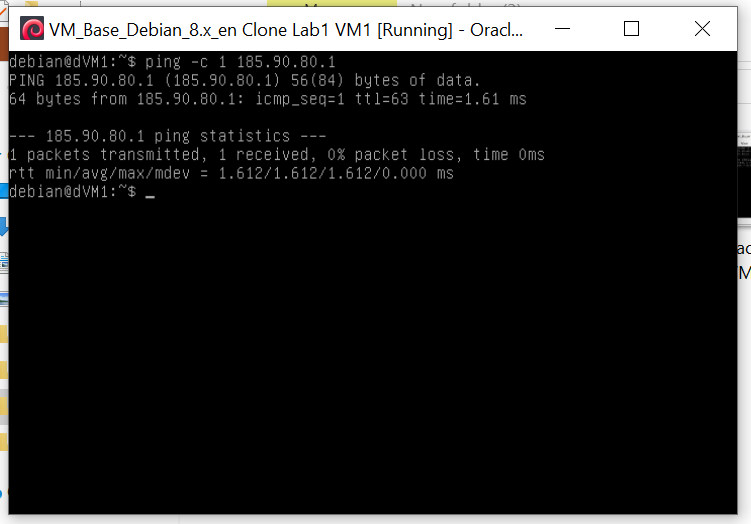 VM_Base_Debian_8.x_en Clone Lab1 VM1 [Running] - Oracl...
debian@dVM1:~$ ping -c 1 185.90.80.1
PING 185.90.80.1 (185.90.80.1) 56(84) bytes of data.
64 bytes from 185.90.80.1: icmp_seq=1 ttl=63 time=1.61 ms
--- 185.90.80.1 ping statistics ---
1 packets transmitted, 1 received, 0% packet loss, time 0ms
rtt min/avg/max/mdev = 1.612/1.612/1.612/0.000 ms
debian@dVM1:~$ _